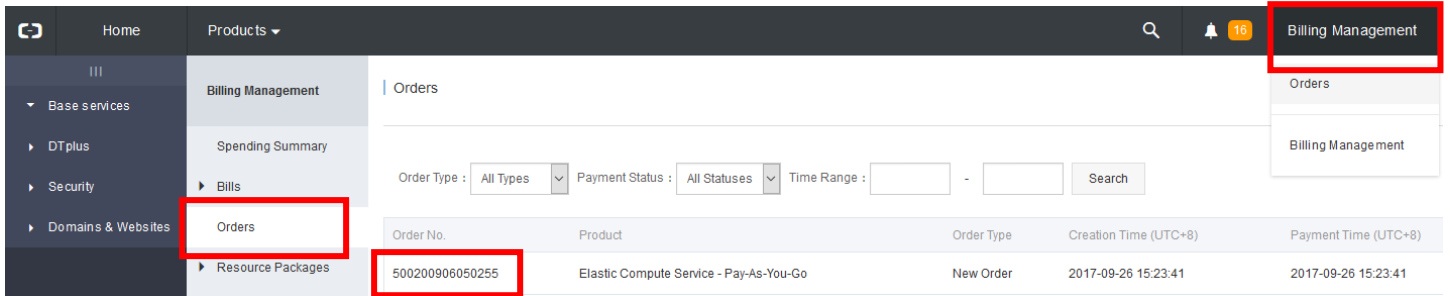 Home Products 16 Billing Management
Billing Management
Orders
Orders
Base services
DTplus
Spending Summary
Billing Management
Order Type : All Types Payment Status : All Statuses Time Range : - Search
Security
Bills
Domains & Websites
Orders
Order No. Product Order Type Creation Time (UTC+8) Payment Time (UTC+8)
Resource Packages
500200906050255 Elastic Compute Service - Pay-As-You-Go New Order 2017-09-26 15:23:41 2017-09-26 15:23:41